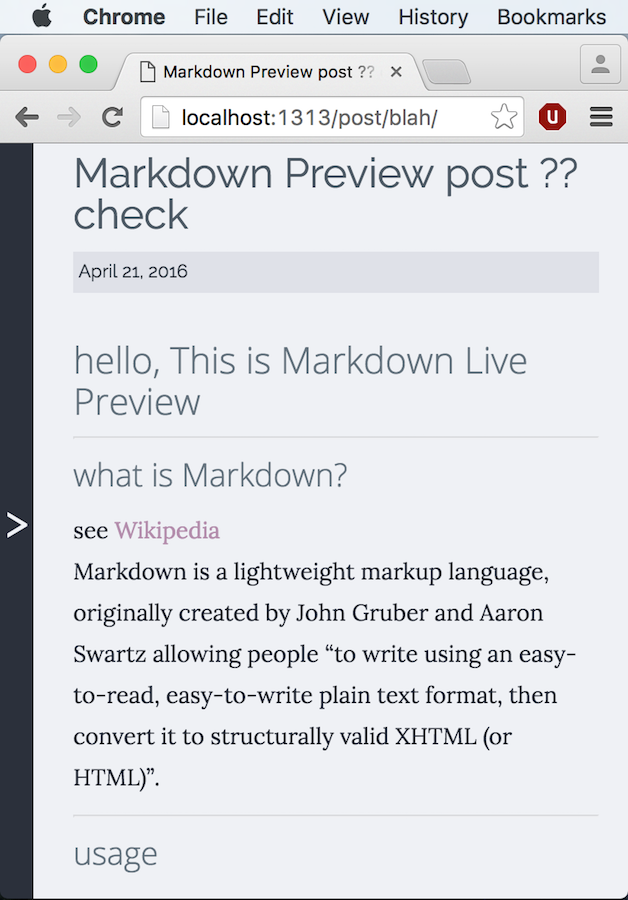 Chrome File Edit View History Bookmarks
Markdown Preview post ??
localhost:1313/post/blah/
Markdown Preview post ??
check
April 21, 2016
hello, This is Markdown Live
Preview
what is Markdown?
>
see Wikipedia
Markdown is a lightweight markup language,
originally created by John Gruber and Aaron
Swartz allowing people “to write using an easy-
to-read, easy-to-write plain text format, then
convert it to structurally valid XHTML (or
HTML)”.
usage